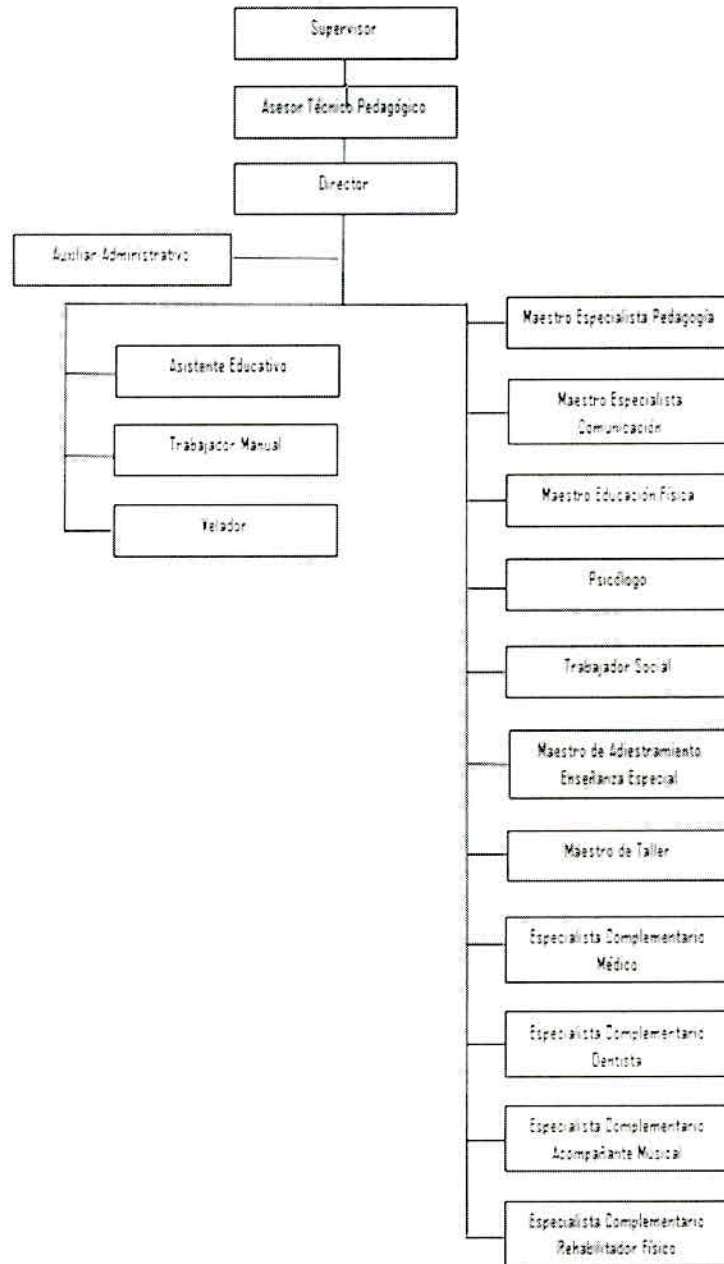 Supervisor
Asesor Técnico Pedagógico
Director
Auxiliar Administrativo
Asistente Educativo
Trabajador Manual
Velador
Maestro Especialista Pedagogía
Maestro Especialista
Comunicación
Maestro Educación Física
Psicólogo
Trabajador Social
Maestro de Adiestramiento
Enseñanza Especial
Maestro de Taller
Especialista Complementario
Médico
Especialista Complementario
Dentista
Especialista Complementario
Acompañante Musical
Especialista Complementario
Rehabilitador Físico